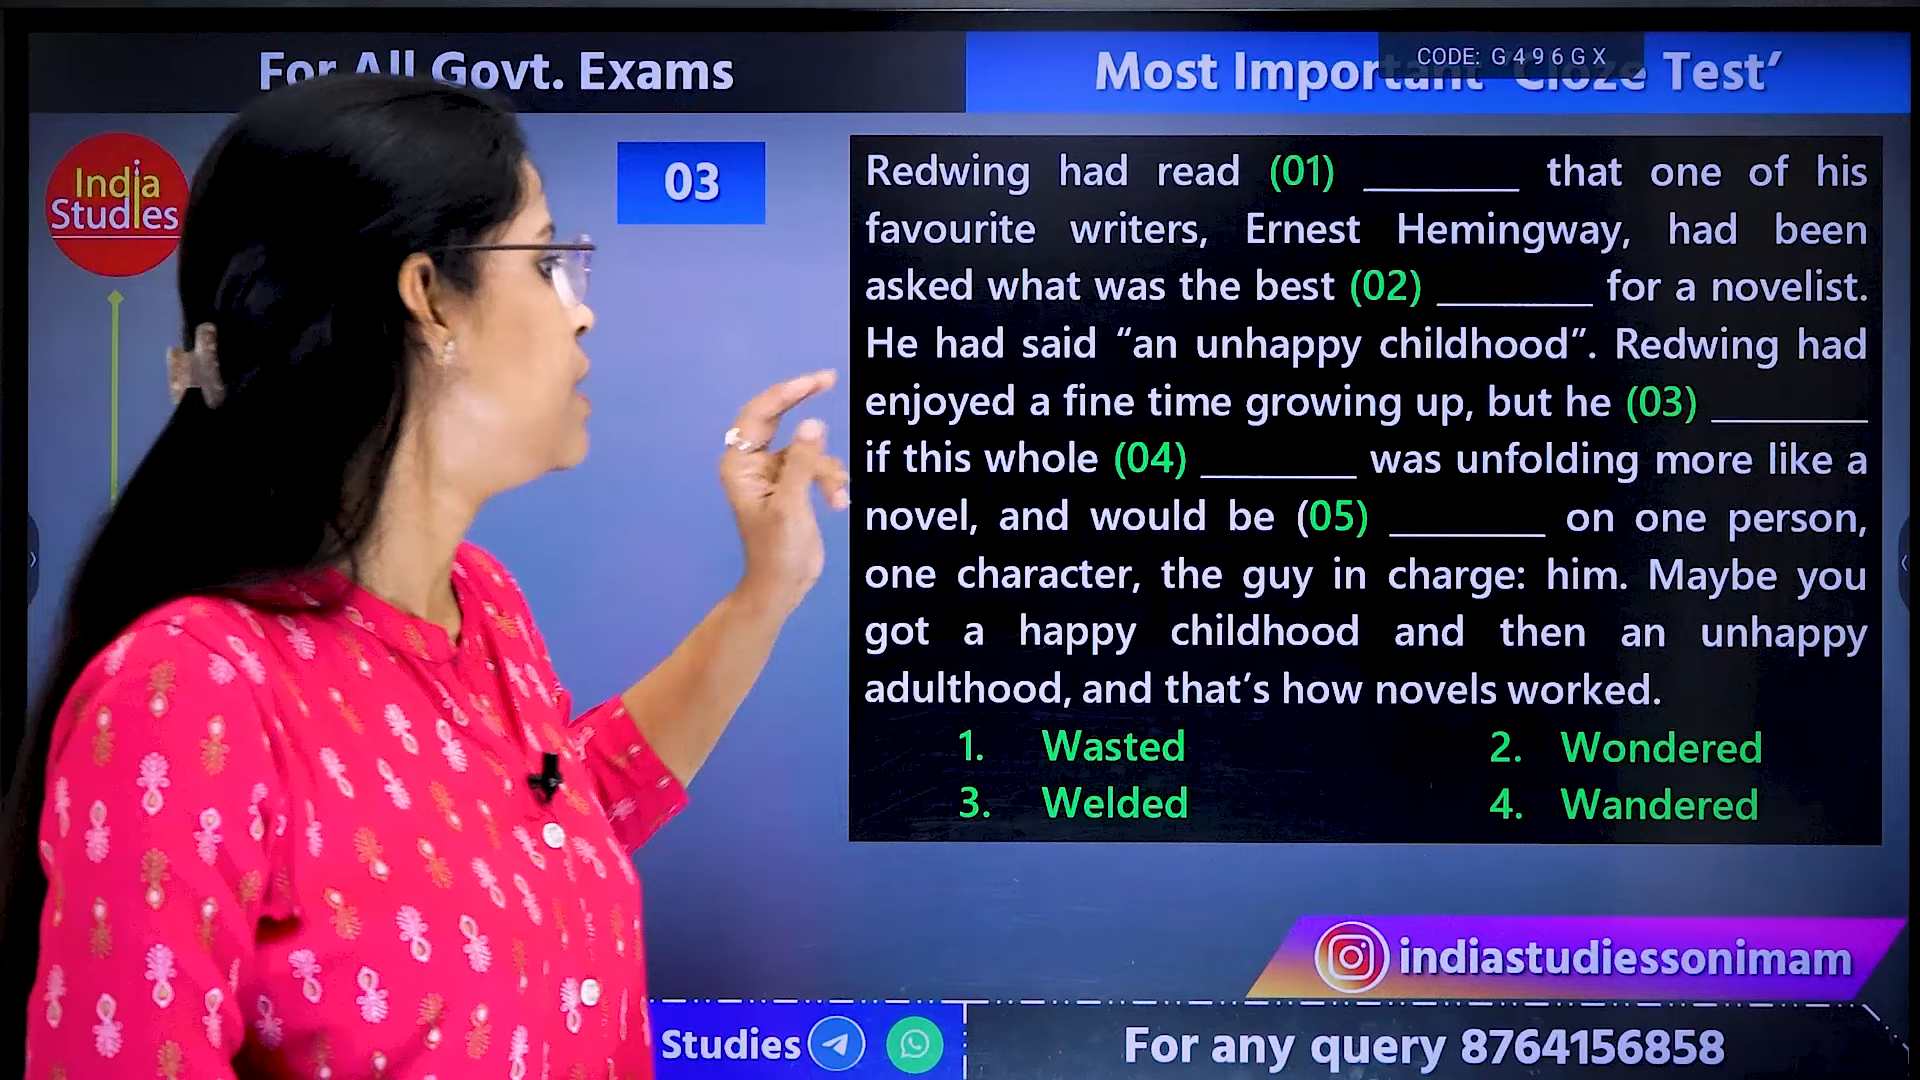 For All Govt. Exams
Most Important 'Cloze Test'
CODE: G496GX
India
Studies
03
Redwing had read (01) ________ that one of his
favourite writers, Ernest Hemingway, had been
asked what was the best (02) ________ for a novelist.
He had said “an unhappy childhood”. Redwing had
enjoyed a fine time growing up, but he (03) ________
if this whole (04) ________ was unfolding more like a
novel, and would be (05) ________ on one person,
one character, the guy in charge: him. Maybe you
got a happy childhood and then an unhappy
adulthood, and that’s how novels worked.
1. Wasted 2. Wondered
3. Welded 4. Wandered
indiastudiessonimam
Studies
For any query 8764156858